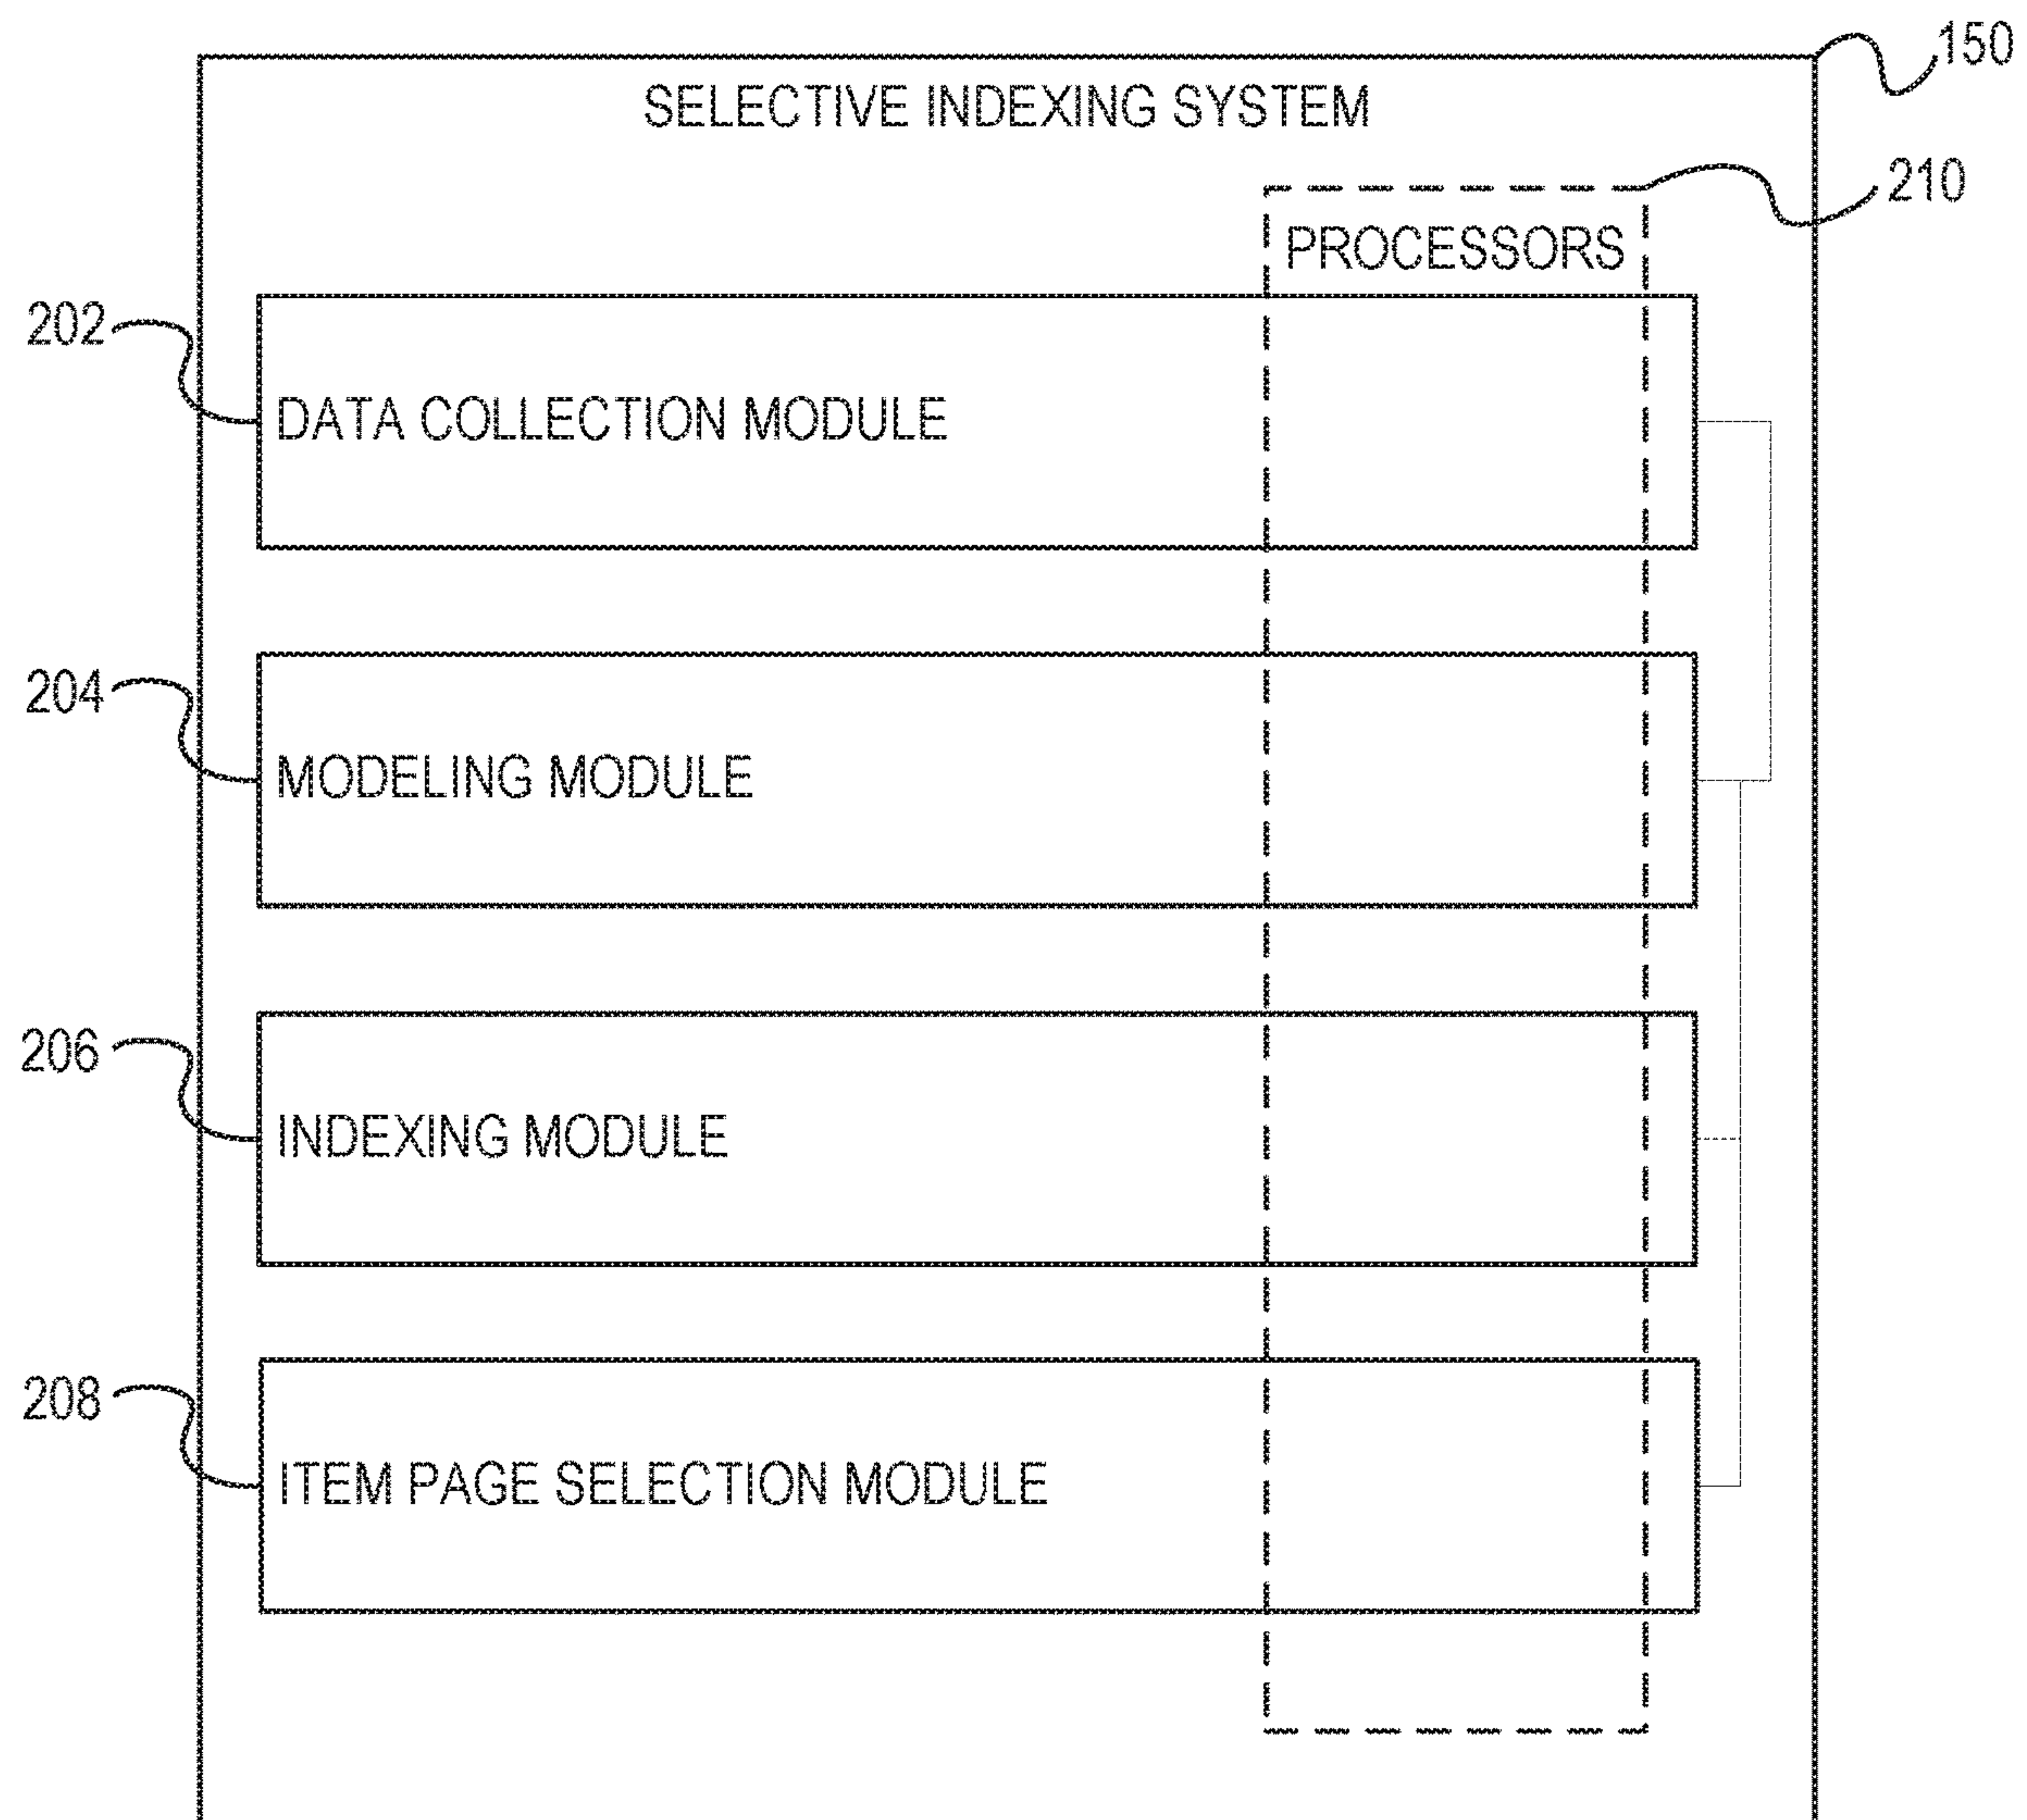 150
SELECTIVE INDEXING SYSTEM
210
PROCESSORS
202
DATA COLLECTION MODULE
204
MODELING MODULE
206
INDEXING MODULE
208
ITEM PAGE SELECTION MODULE